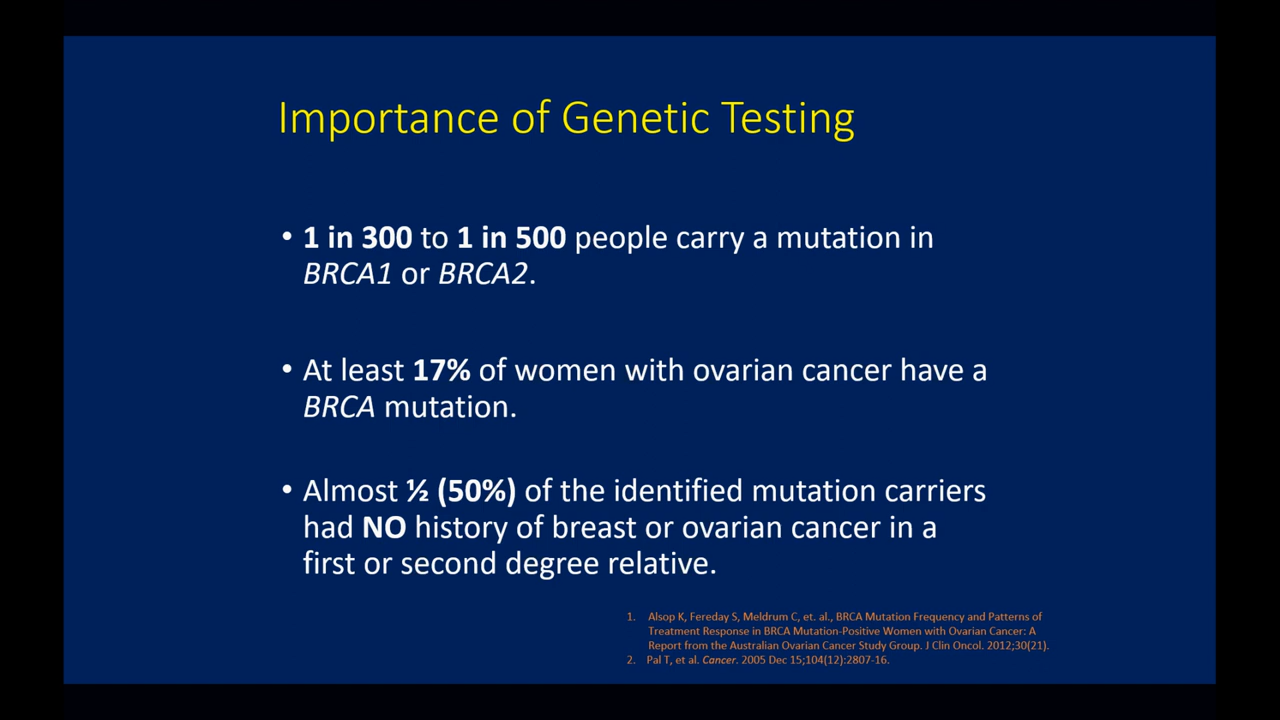 Importance of Genetic Testing
• 1 in 300 to 1 in 500 people carry a mutation in
BRCA1 or BRCA2.
• At least 17% of women with ovarian cancer have a
BRCA mutation.
• Almost ½ (50%) of the identified mutation carriers
had NO history of breast or ovarian cancer in a
first or second degree relative.
1. Alsop K, Fereday S, Meldrum C, et. al., BRCA Mutation Frequency and Patterns of
Treatment Response in BRCA Mutation-Positive Women with Ovarian Cancer: A
Report from the Australian Ovarian Cancer Study Group. J Clin Oncol. 2012;30(21).
2. Pal T, et al. Cancer. 2005 Dec 15;104(12):2807-16.